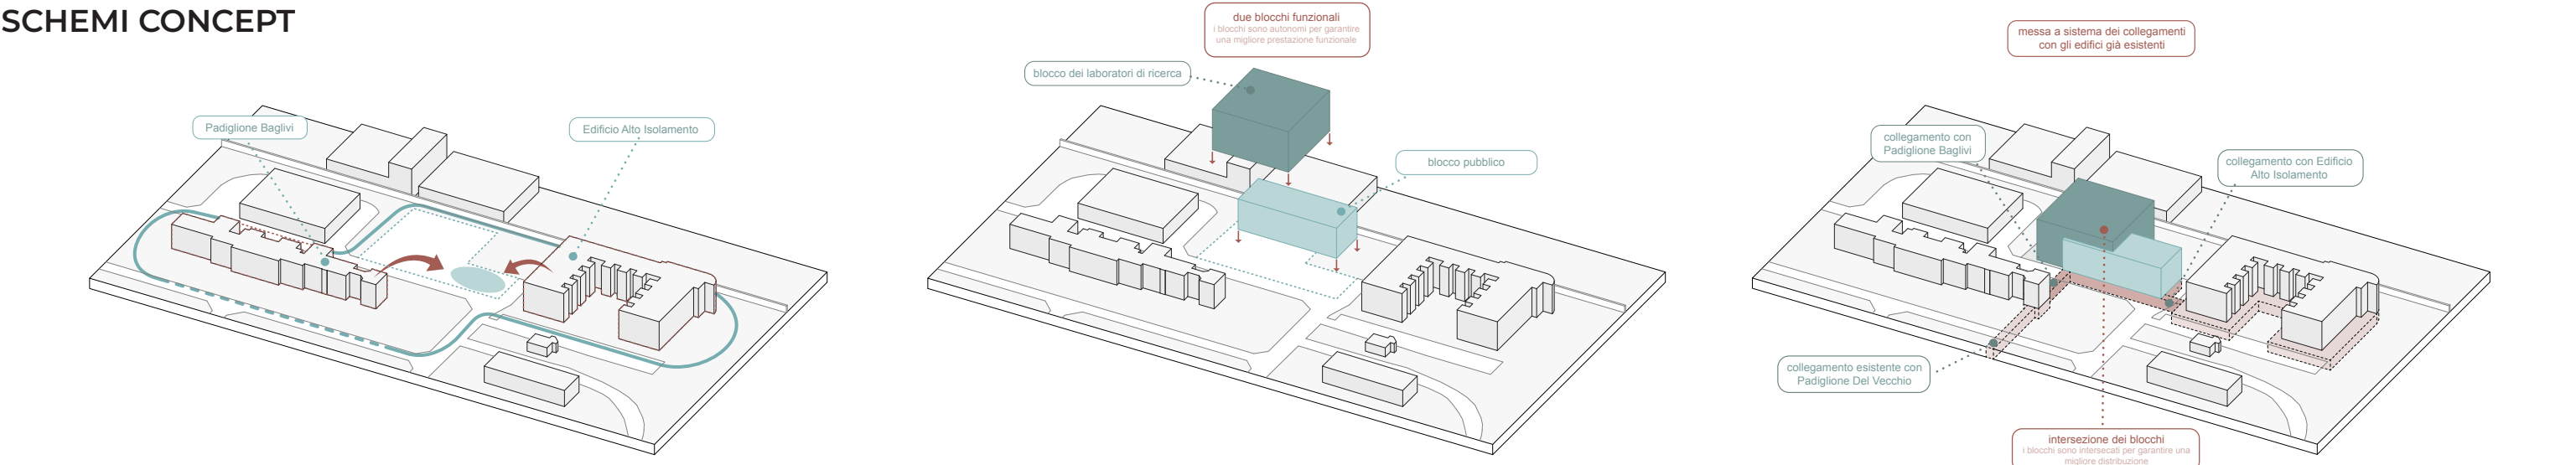 SCHEMI CONCEPT
Padiglione Baglivi
Edificio Alto Isolamento
due blocchi funzionali
i blocchi sono autonomi per garantire
una migliore prestazione funzionale
blocco dei laboratori di ricerca
blocco pubblico
messa a sistema dei collegamenti
con gli edifici già esistenti
collegamento con
Padiglione Baglivi
collegamento con Edificio
Alto Isolamento
collegamento esistente con
Padiglione Del Vecchio
intersezione dei blocchi
i blocchi sono intersecati per garantire una
migliore distribuzione